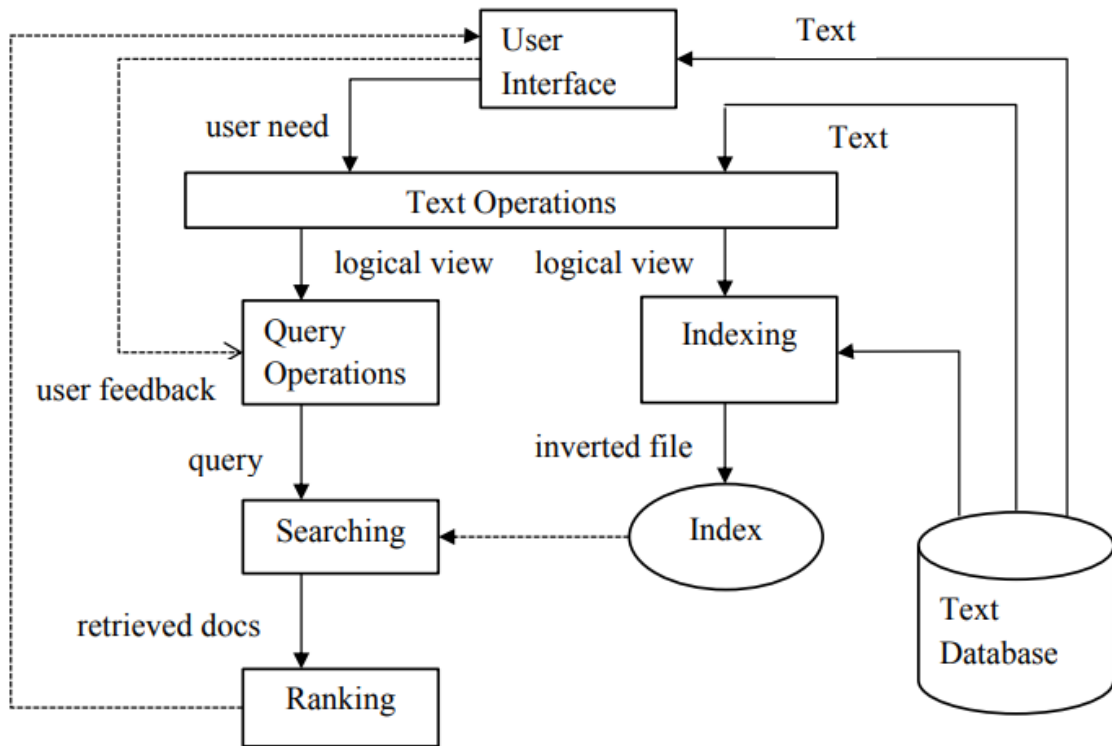 User
Interface
Text
user need
Text
Text Operations
logical view
logical view
Query
Operations
Indexing
user feedback
query
inverted file
Searching
Index
retrieved docs
Text
Database
Ranking